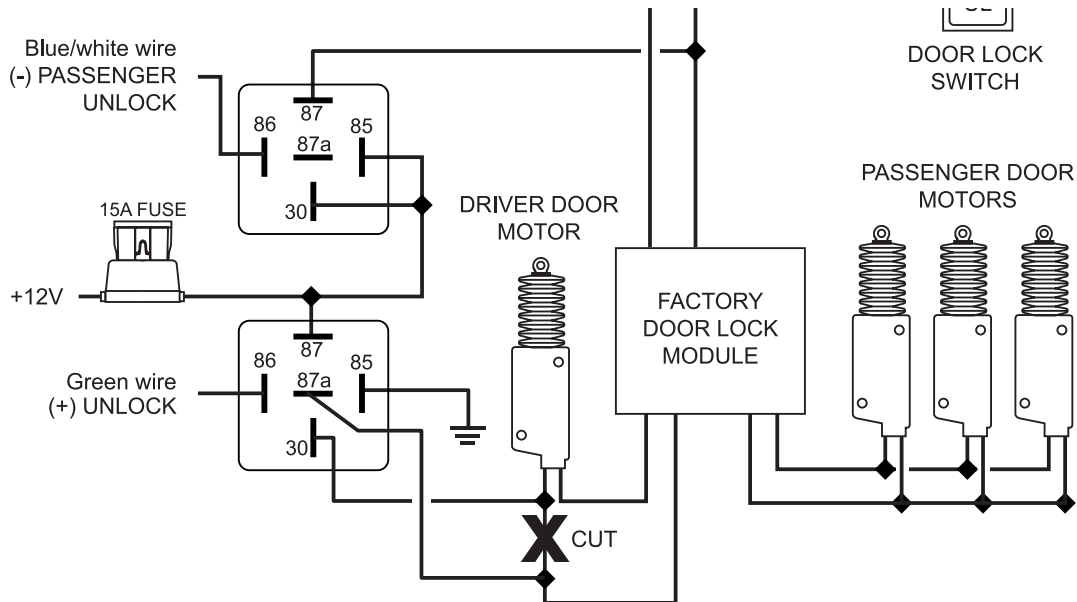 Blue/white wire
(-) PASSENGER
UNLOCK
87
86
85
87a
30
DOOR LOCK
SWITCH
15A FUSE
+12V
DRIVER DOOR
MOTOR
PASSENGER DOOR
MOTORS
FACTORY
DOOR LOCK
MODULE
87
86
85
87a
30
Green wire
(+) UNLOCK
CUT